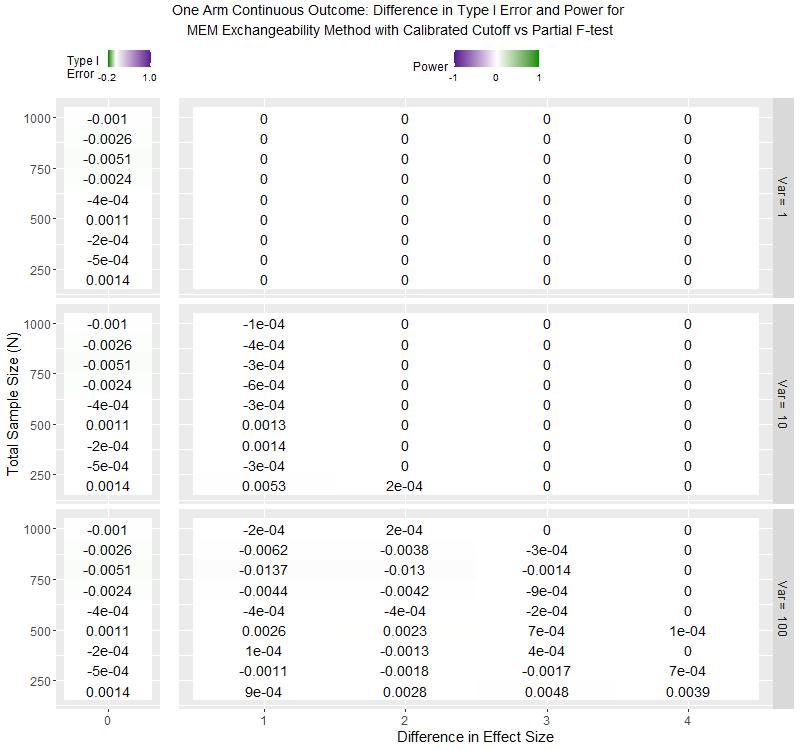 One Arm Continuous Outcome: Difference in Type I Error and Power for
MEM Exchangeability Method with Calibrated Cutoff vs Partial F-test
Type I
Error -0.2 1.0
Power -1 0 1
1000 -0.001 0 0 0 0
-0.0026 0 0 0 0
-0.0051 0 0 0 0
750 -0.0024 0 0 0 0
-4e-04 0 0 0 0
500 0.0011 0 0 0 0
-2e-04 0 0 0 0
250 -5e-04 0 0 0 0
0.0014 0 0 0 0
Var = 1
1000 -0.001 -1e-04 0 0 0
-0.0026 -4e-04 0 0 0
-0.0051 -3e-04 0 0 0
750 -0.0024 -6e-04 0 0 0
-4e-04 -3e-04 0 0 0
500 0.0011 0.0013 0 0 0
-2e-04 0.0014 0 0 0
250 -5e-04 -3e-04 0 0 0
0.0014 0.0053 2e-04 0 0
Var = 10
1000 -0.001 -2e-04 2e-04 0 0
-0.0026 -0.0062 -0.0038 -3e-04 0
-0.0051 -0.0137 -0.013 -0.0014 0
750 -0.0024 -0.0044 -0.0042 -9e-04 0
-4e-04 -4e-04 -4e-04 -2e-04 0
500 0.0011 0.0026 0.0023 7e-04 1e-04
-2e-04 1e-04 -0.0013 4e-04 0
250 -5e-04 -0.0011 -0.0018 -0.0017 7e-04
0.0014 9e-04 0.0028 0.0048 0.0039
Var = 100
Total Sample Size (N)
0 1 2 3 4
Difference in Effect Size